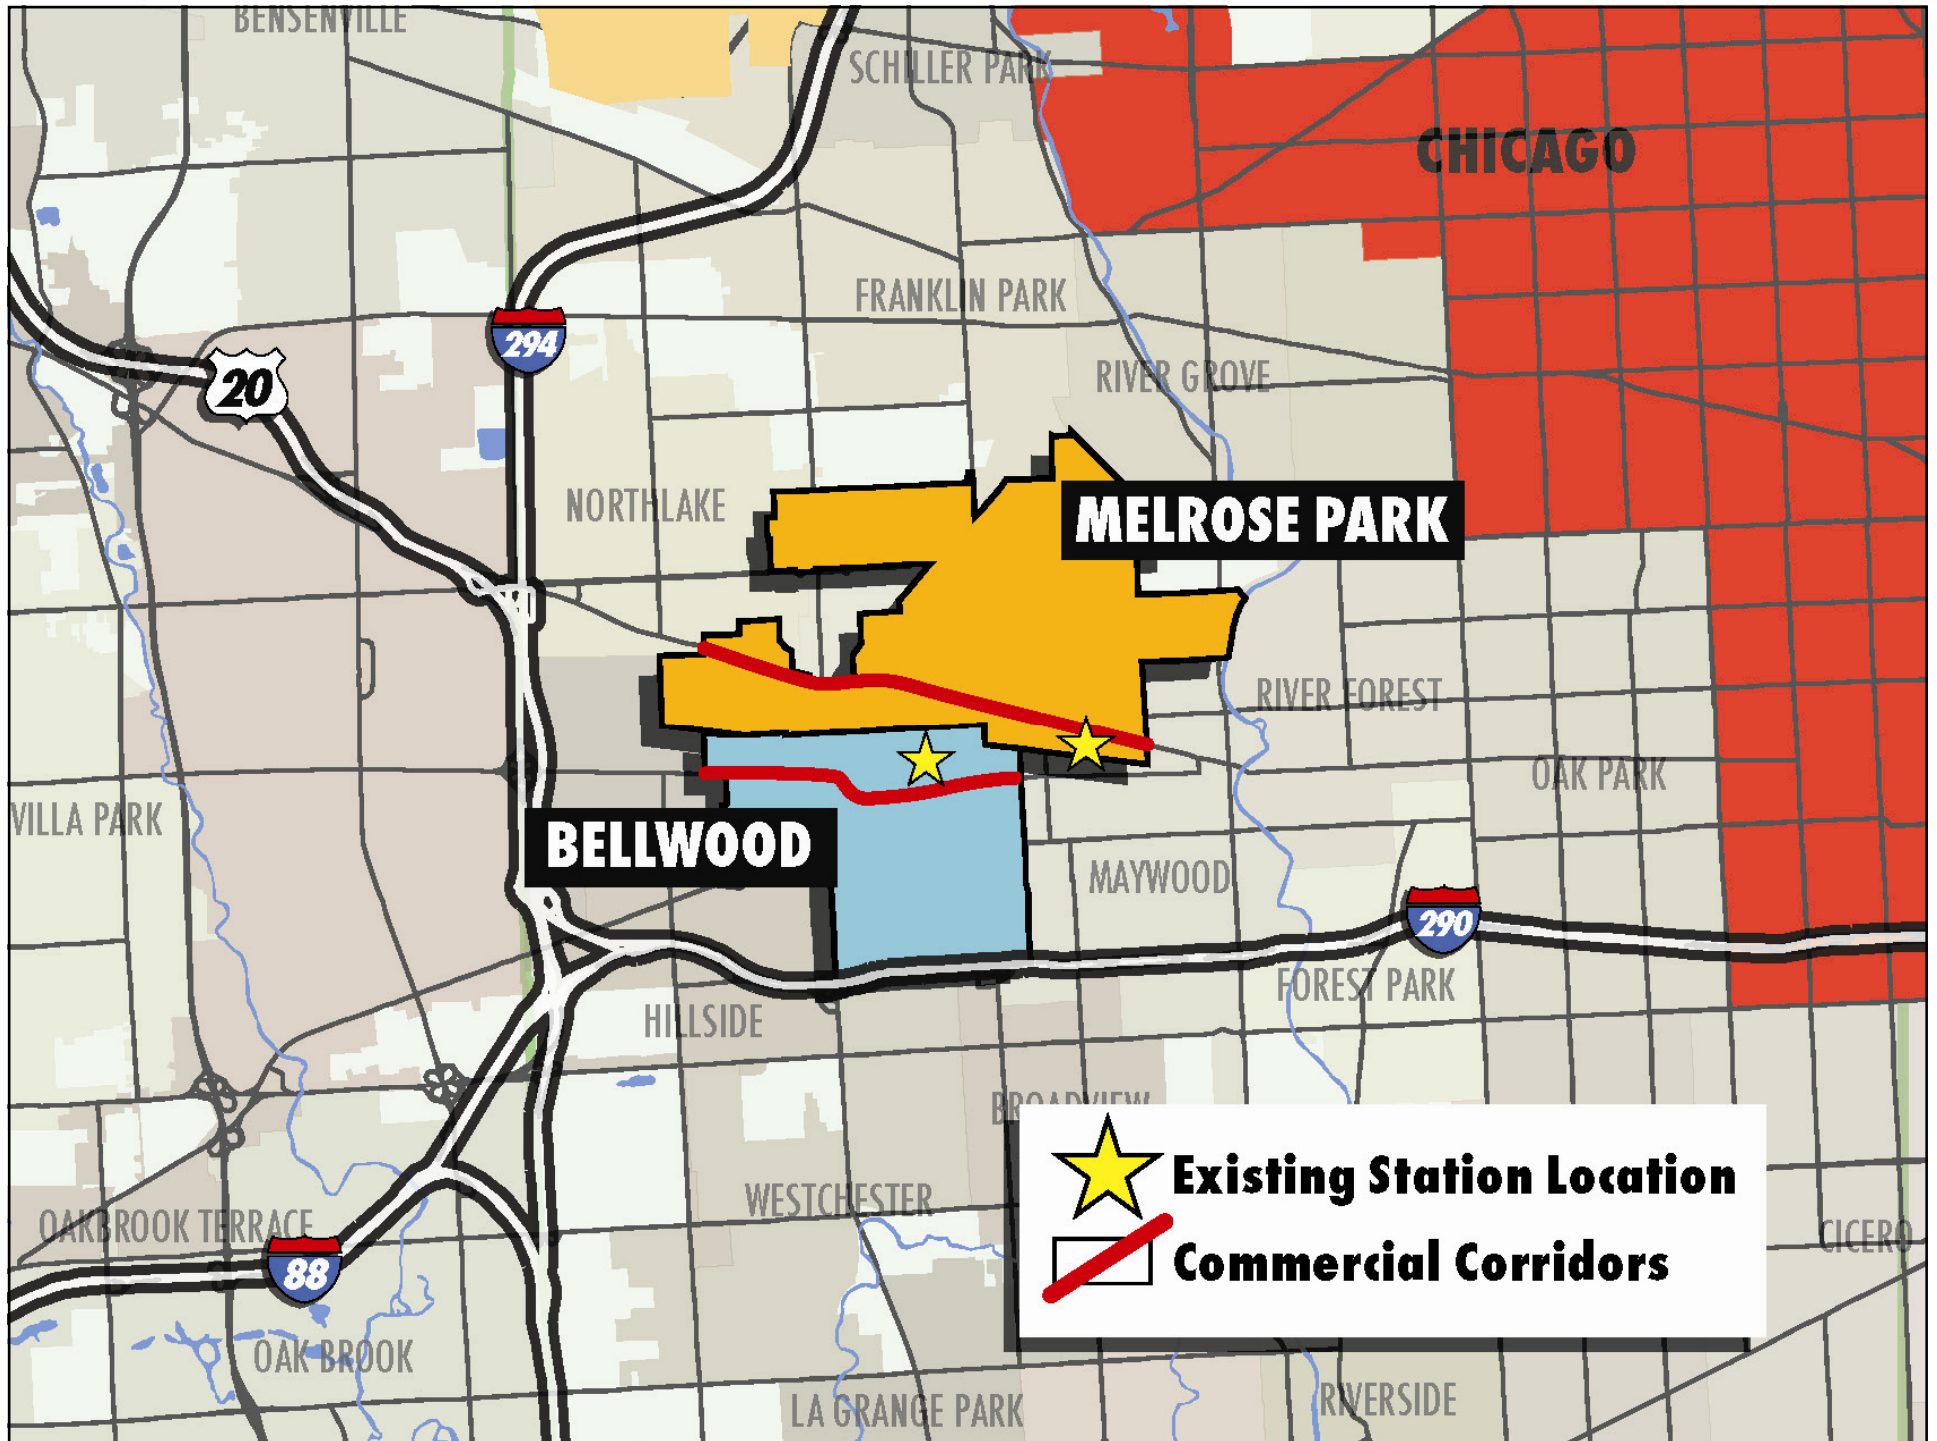 BENSENVILLE
SCHILLER PARK
CHICAGO
FRANKLIN PARK
294
RIVER GROVE
20
NORTHLAKE
MELROSE PARK
RIVER FOREST
OAK PARK
VILLA PARK
BELLWOOD
MAYWOOD
290
FOREST PARK
HILLSIDE
BROADVIEW
Existing Station Location
WESTCHESTER
OAKBROOK TERRACE
CICERO
Commercial Corridors
88
OAK BROOK
LA GRANGE PARK
RIVERSIDE